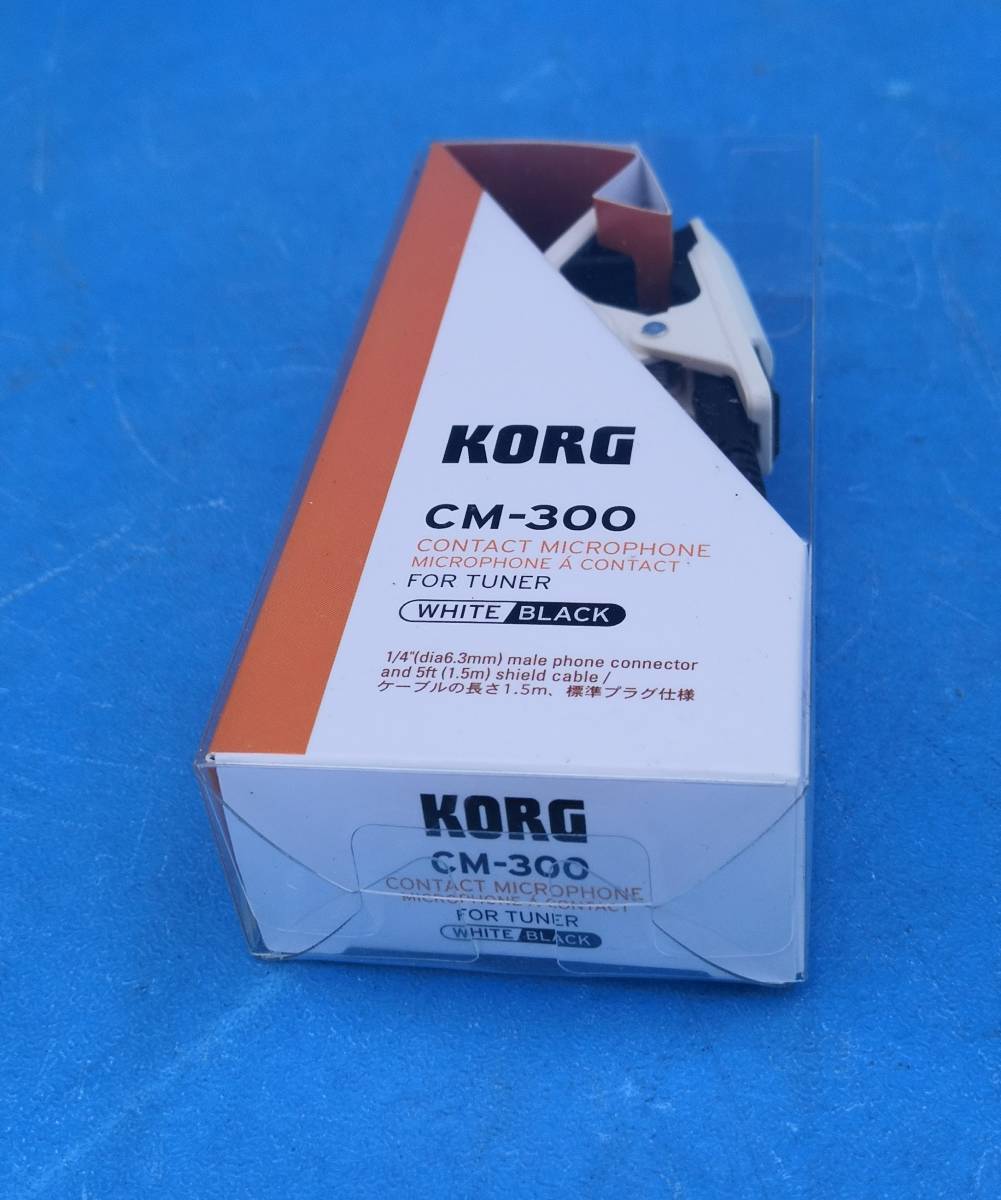 KORG
CM-300
CONTACT MICROPHONE
MICROPHONE Á CONTACT
FOR TUNER
WHITE/BLACK
1/4"(dia6.3mm) male phone connector
and 5ft (1.5m) shield cable /
ケーブルの長さ1.5m、標準プラグ仕様
KORG
CM-300
CONTACT MICROPHONE
MICROPHONE Á CONTACT
FOR TUNER
WHITE/BLACK